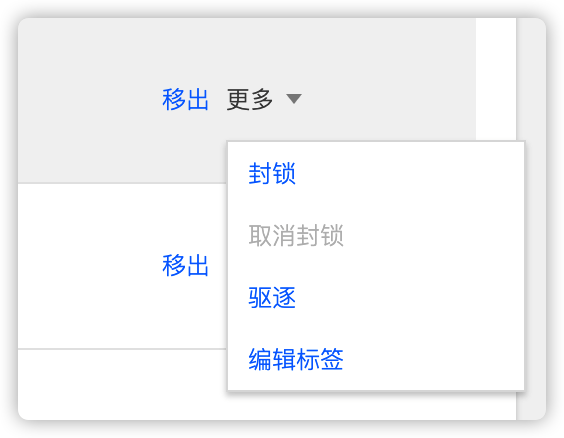 移出 更多
封锁
取消封锁
移出
驱逐
编辑标签